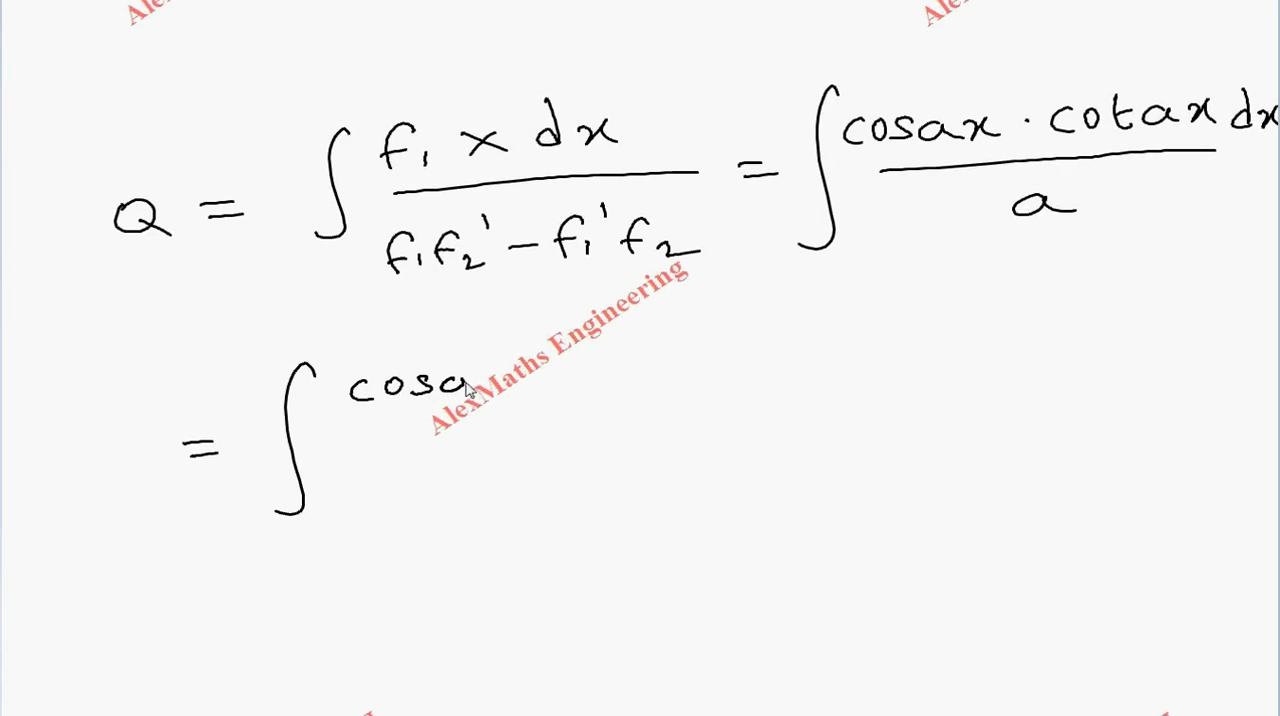 Q = ∫ f₁ x dx / f₁f₂' - f₁'f₂ = ∫ cosax · cotax dx / a
= ∫ cosa
AlexMaths Engineering